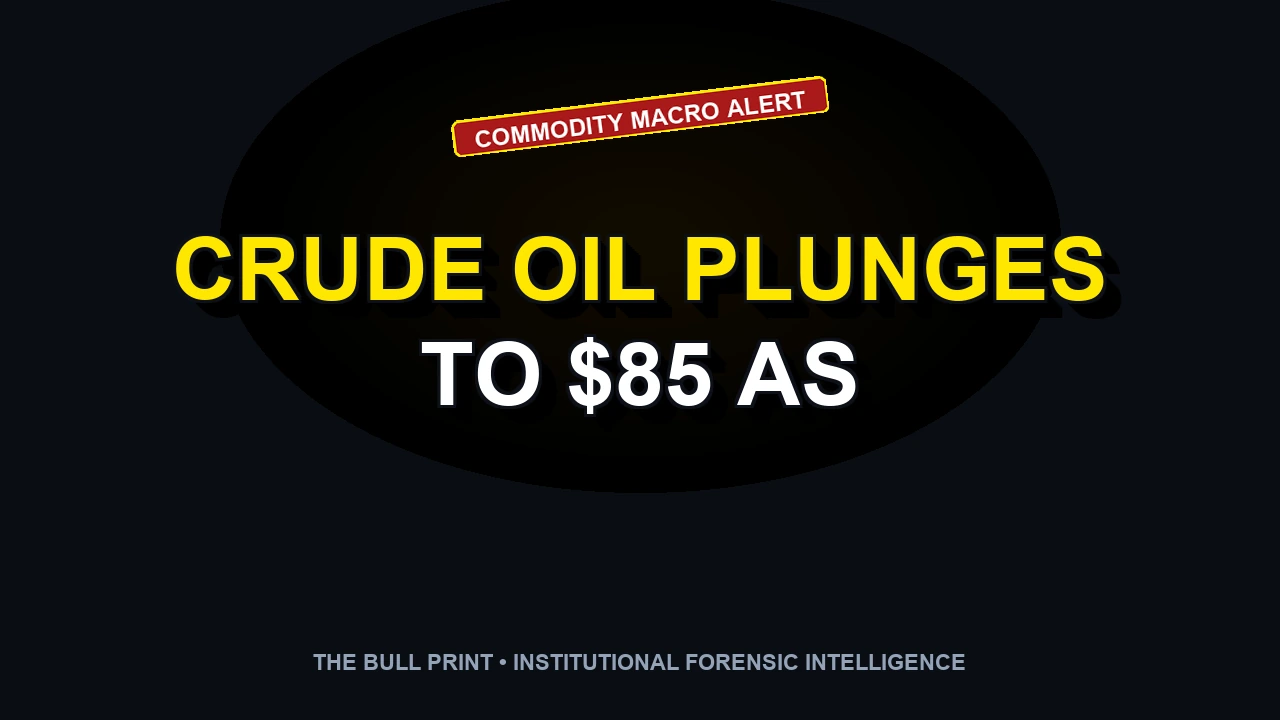 COMMODITY MACRO ALERT
CRUDE OIL PLUNGES
TO $85 AS
THE BULL PRINT • INSTITUTIONAL FORENSIC INTELLIGENCE